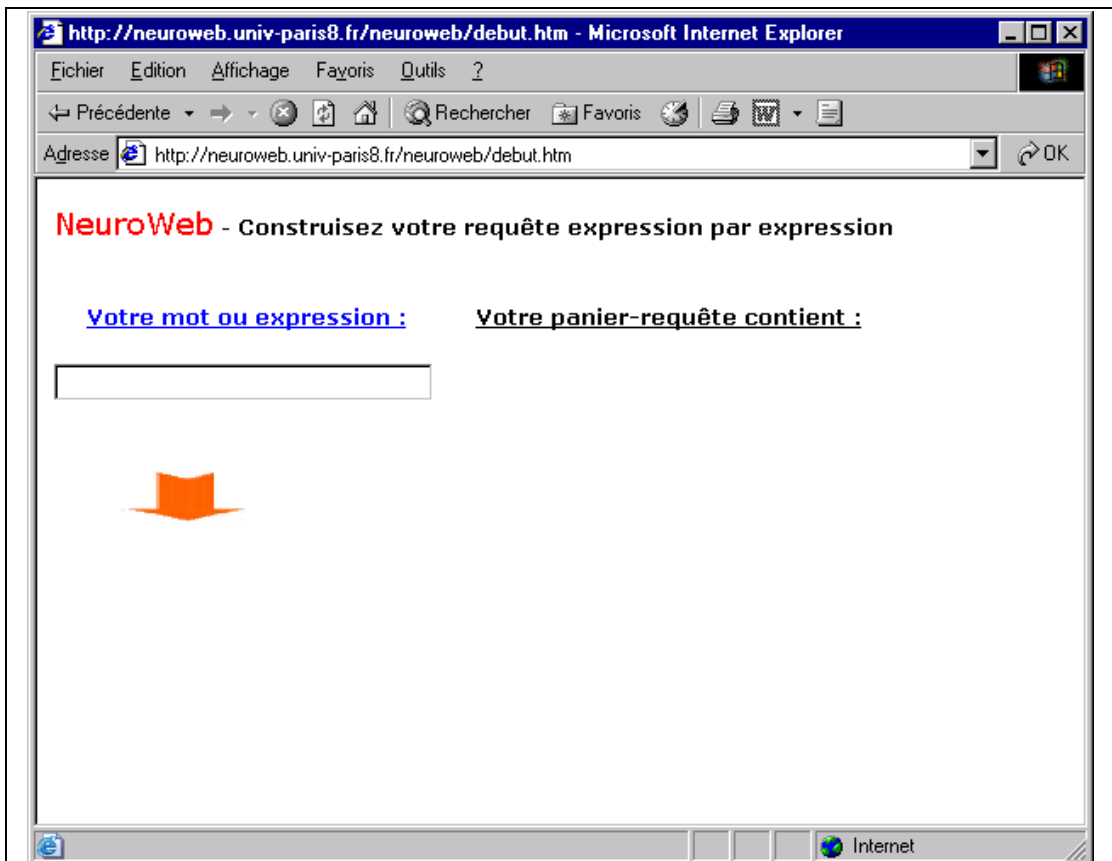 http://neuroweb.univ-paris8.fr/neuroweb/debut.htm - Microsoft Internet Explorer
Fichier Edition Affichage Favoris Outils ?
Précédente Rechercher Favoris
Adresse http://neuroweb.univ-paris8.fr/neuroweb/debut.htm OK
NeuroWeb - Construisez votre requête expression par expression
Votre mot ou expression : Votre panier-requête contient :
Internet